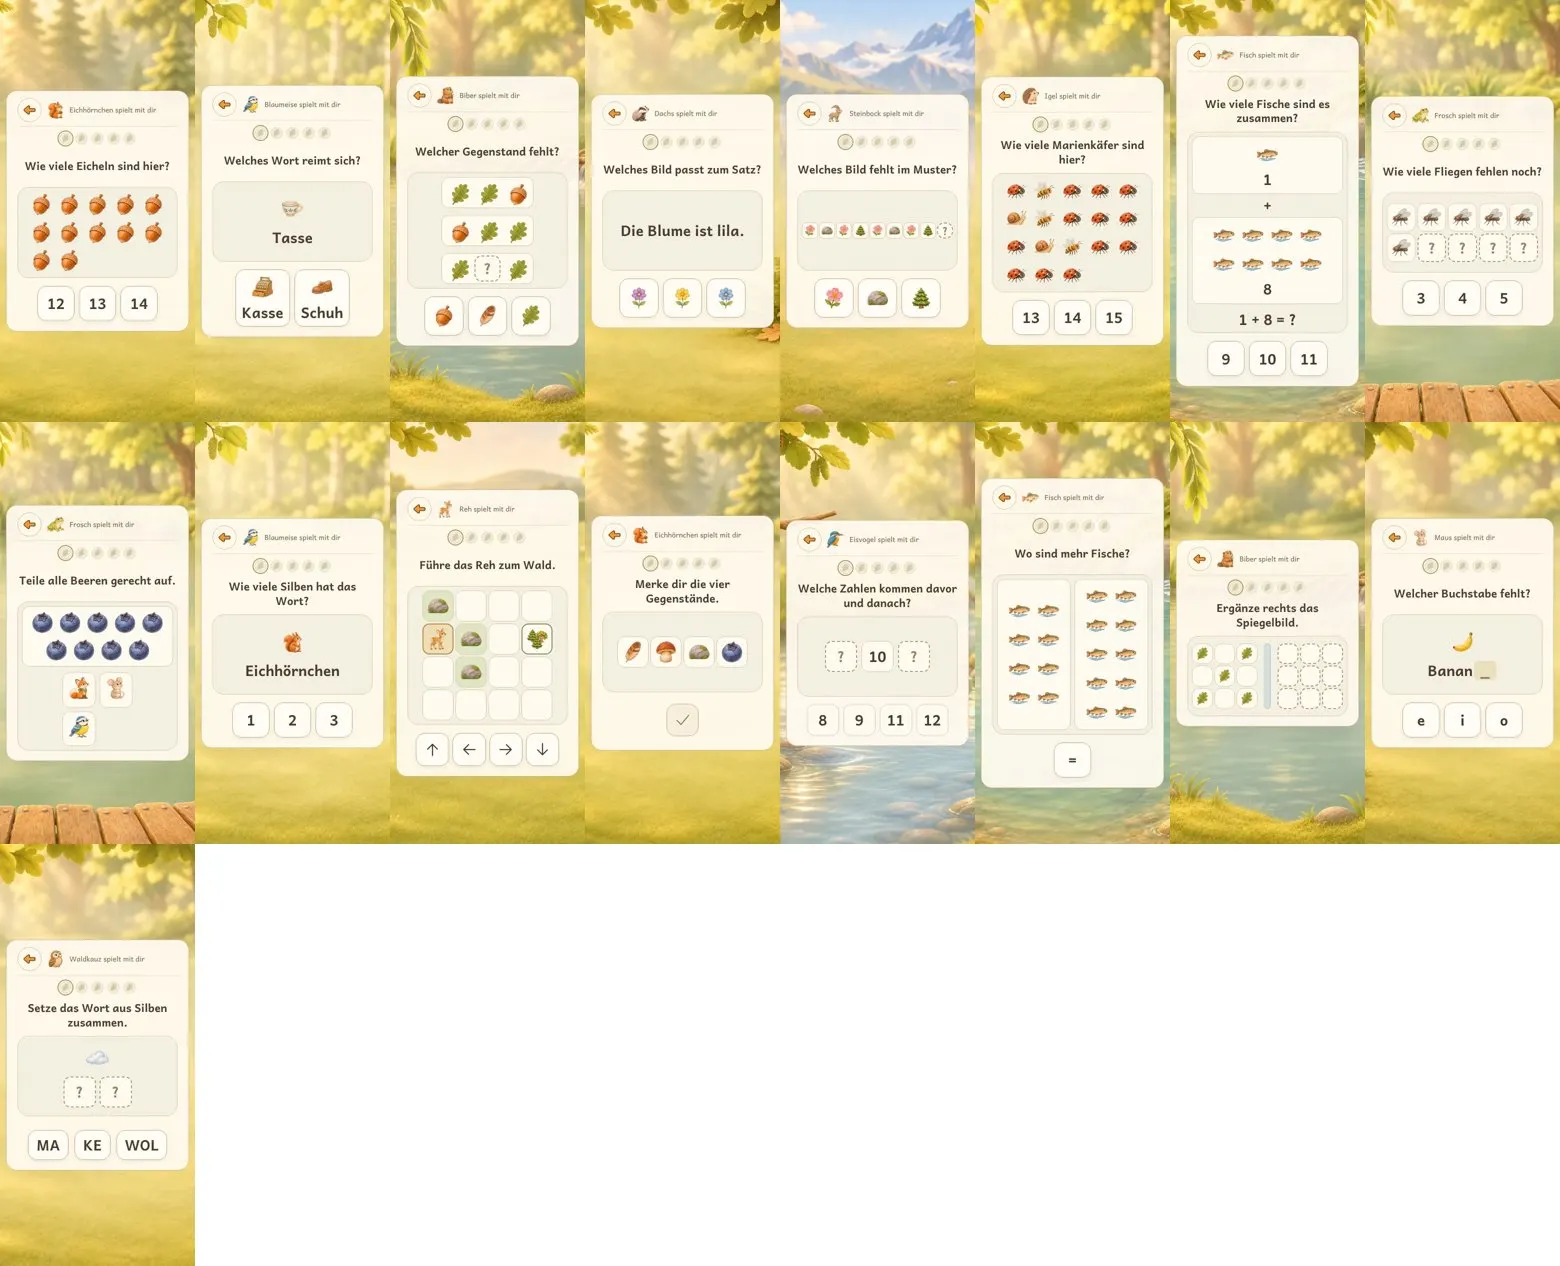 Eichhörnchen spielt mit dir
Wie viele Eicheln sind hier?
12 13 14
Blaumeise spielt mit dir
Welches Wort reimt sich?
Tasse
Kasse Schuh
Biber spielt mit dir
Welcher Gegenstand fehlt?
?
Dachs spielt mit dir
Welches Bild passt zum Satz?
Die Blume ist lila.
Steinbock spielt mit dir
Welches Bild fehlt im Muster?
?
Igel spielt mit dir
Wie viele Marienkäfer sind
hier?
13 14 15
Fisch spielt mit dir
Wie viele Fische sind es
zusammen?
1
+
8
1 + 8 = ?
9 10 11
Frosch spielt mit dir
Wie viele Fliegen fehlen noch?
? ? ? ?
3 4 5
Frosch spielt mit dir
Teile alle Beeren gerecht auf.
Blaumeise spielt mit dir
Wie viele Silben hat das
Wort?
Eichhörnchen
1 2 3
Reh spielt mit dir
Führe das Reh zum Wald.
↑ ← → ↓
Eichhörnchen spielt mit dir
Merke dir die vier
Gegenstände.
Eisvogel spielt mit dir
Welche Zahlen kommen davor
und danach?
? 10 ?
8 9 11 12
Fisch spielt mit dir
Wo sind mehr Fische?
=
Biber spielt mit dir
Ergänze rechts das
Spiegelbild.
Maus spielt mit dir
Welcher Buchstabe fehlt?
Banan _
e i o
Waldkauz spielt mit dir
Setze das Wort aus Silben
zusammen.
? ?
MA KE WOL